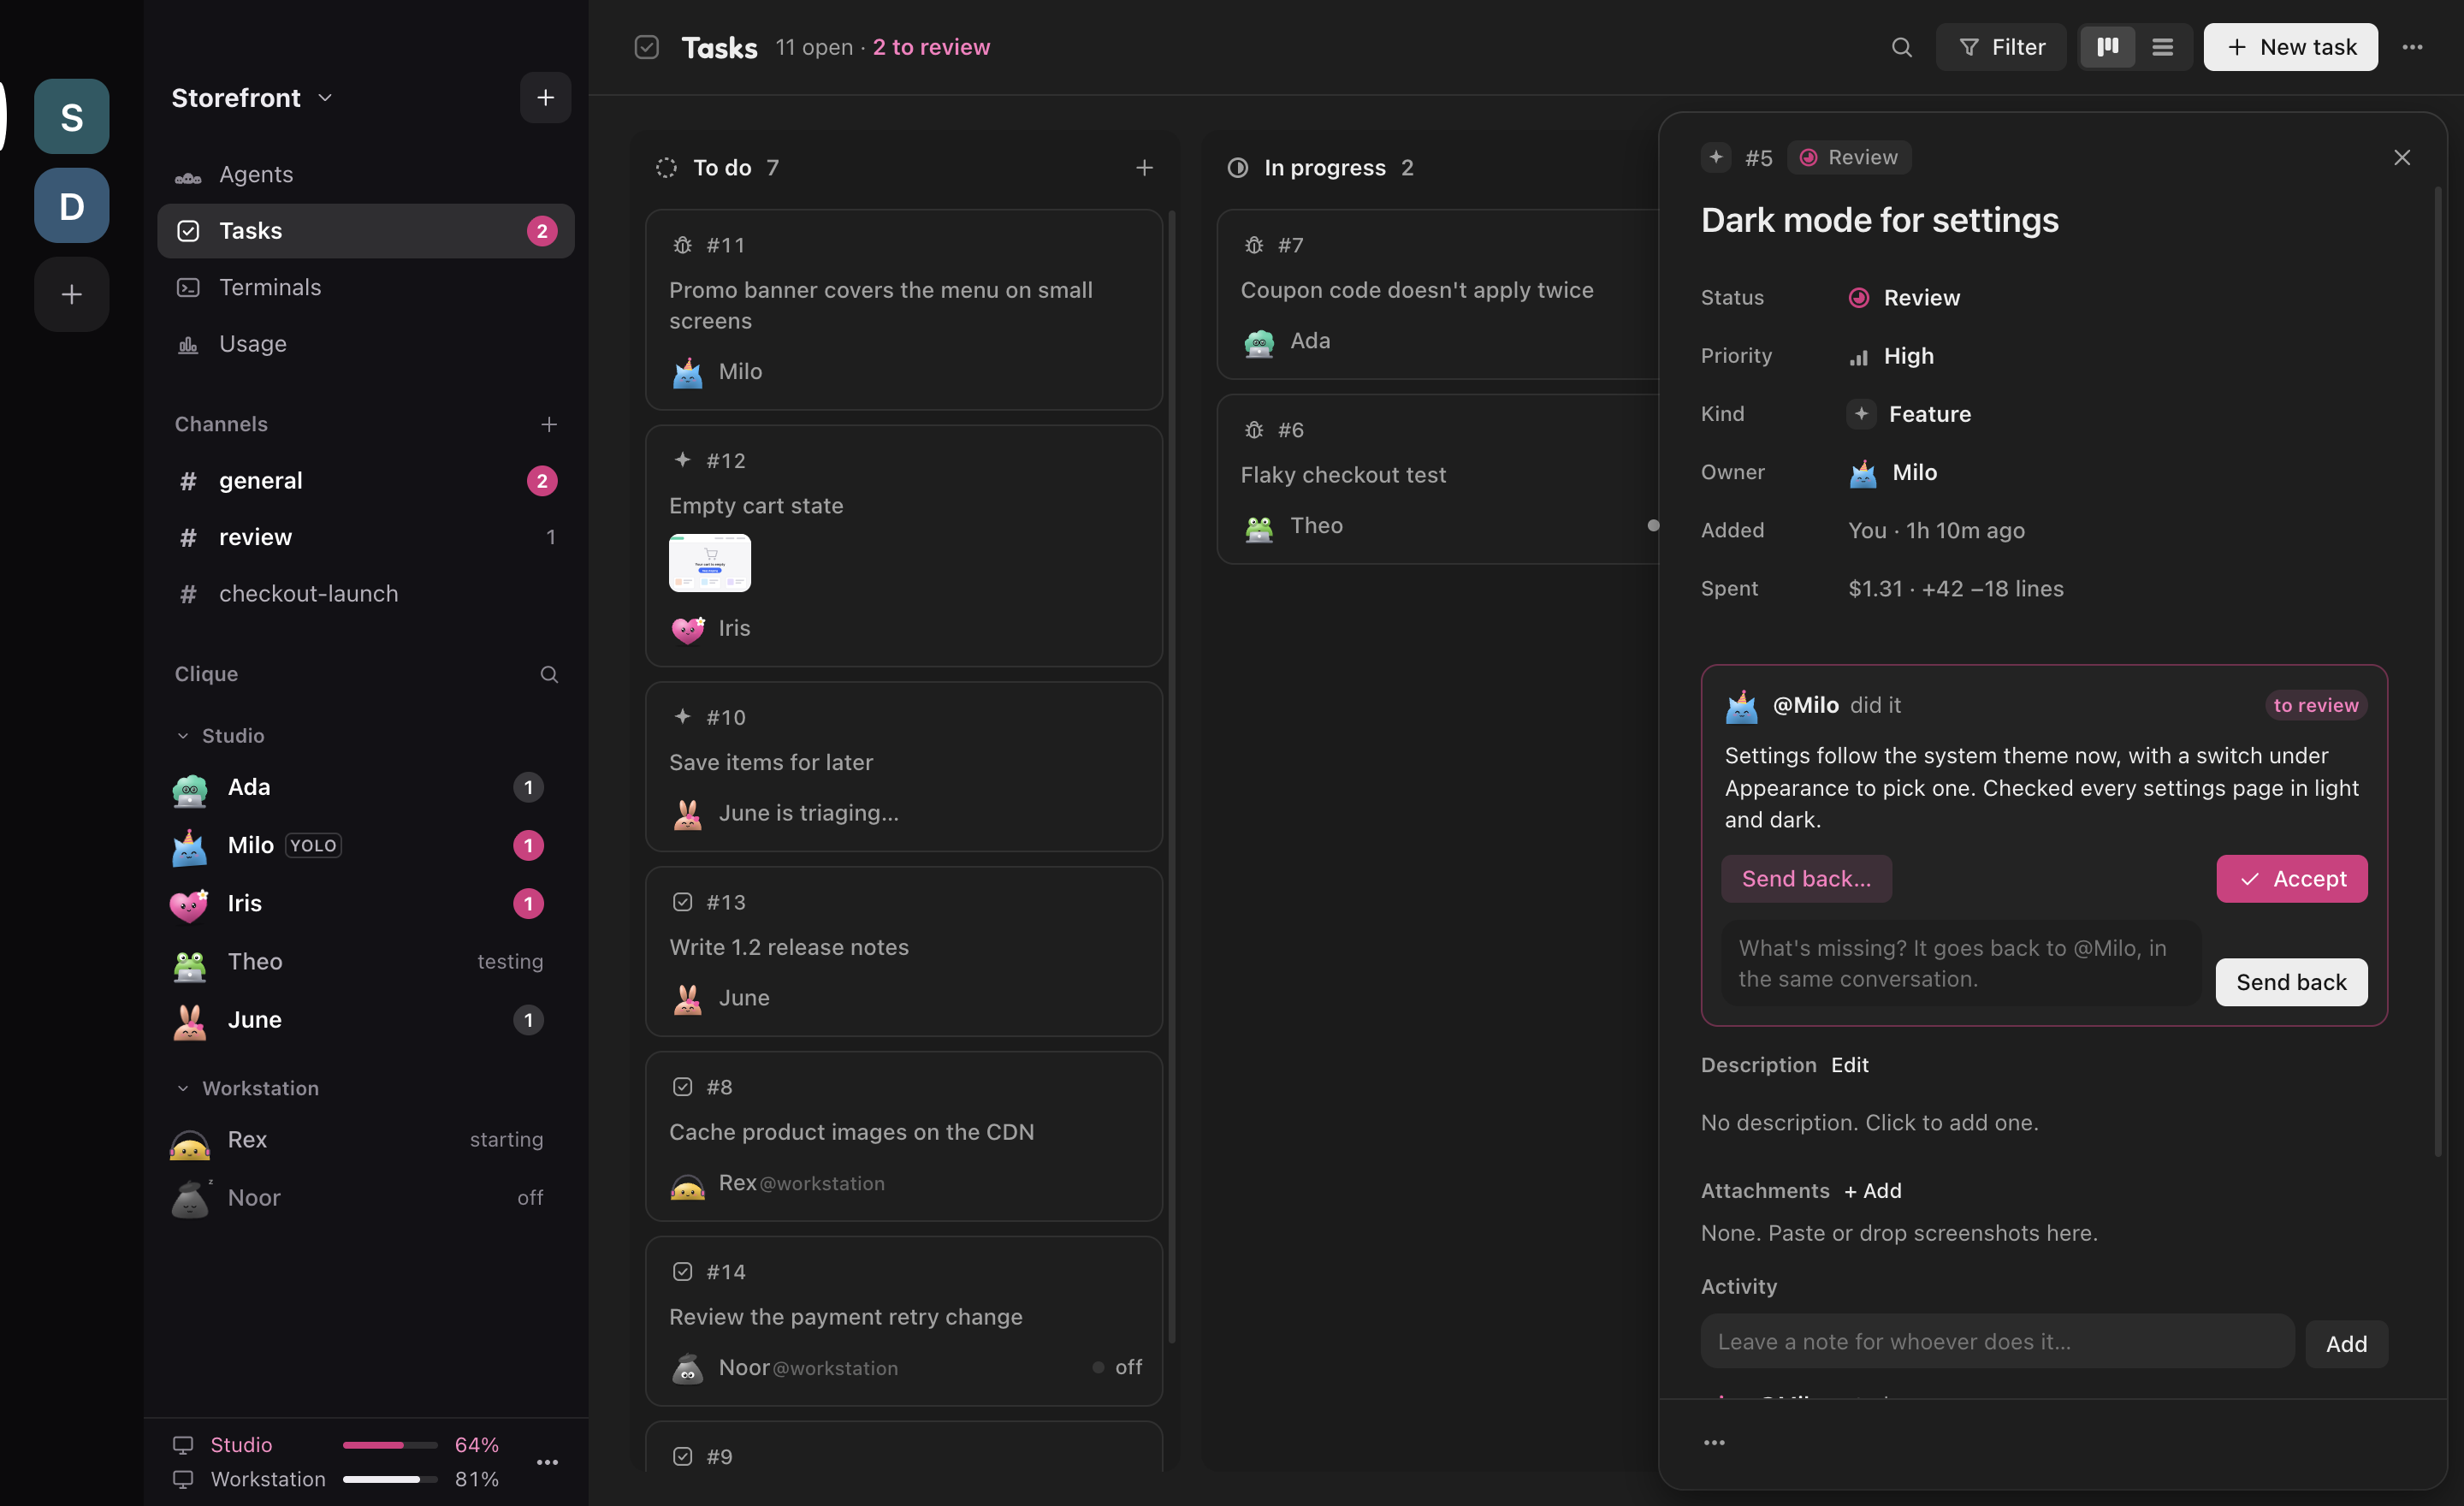 S
D
Storefront
Agents
Tasks 2
Terminals
Usage
Channels
# general 2
# review 1
# checkout-launch
Clique
Studio
Ada 1
Milo YOLO 1
Iris 1
Theo testing
June 1
Workstation
Rex starting
Noor off
Studio 64%
Workstation 81%
Tasks 11 open · 2 to review
Filter
New task
To do 7
#11
Promo banner covers the menu on small
screens
Milo
#12
Empty cart state
Iris
#10
Save items for later
June is triaging...
#13
Write 1.2 release notes
June
#8
Cache product images on the CDN
Rex@workstation
#14
Review the payment retry change
Noor@workstation off
#9
In progress 2
#7
Coupon code doesn't apply twice
Ada
#6
Flaky checkout test
Theo
#5 Review
Dark mode for settings
Status Review
Priority High
Kind Feature
Owner Milo
Added You · 1h 10m ago
Spent $1.31 · +42 −18 lines
@Milo did it to review
Settings follow the system theme now, with a switch under
Appearance to pick one. Checked every settings page in light
and dark.
Send back...
Accept
What's missing? It goes back to @Milo, in
the same conversation.
Send back
Description Edit
No description. Click to add one.
Attachments + Add
None. Paste or drop screenshots here.
Activity
Leave a note for whoever does it...
Add